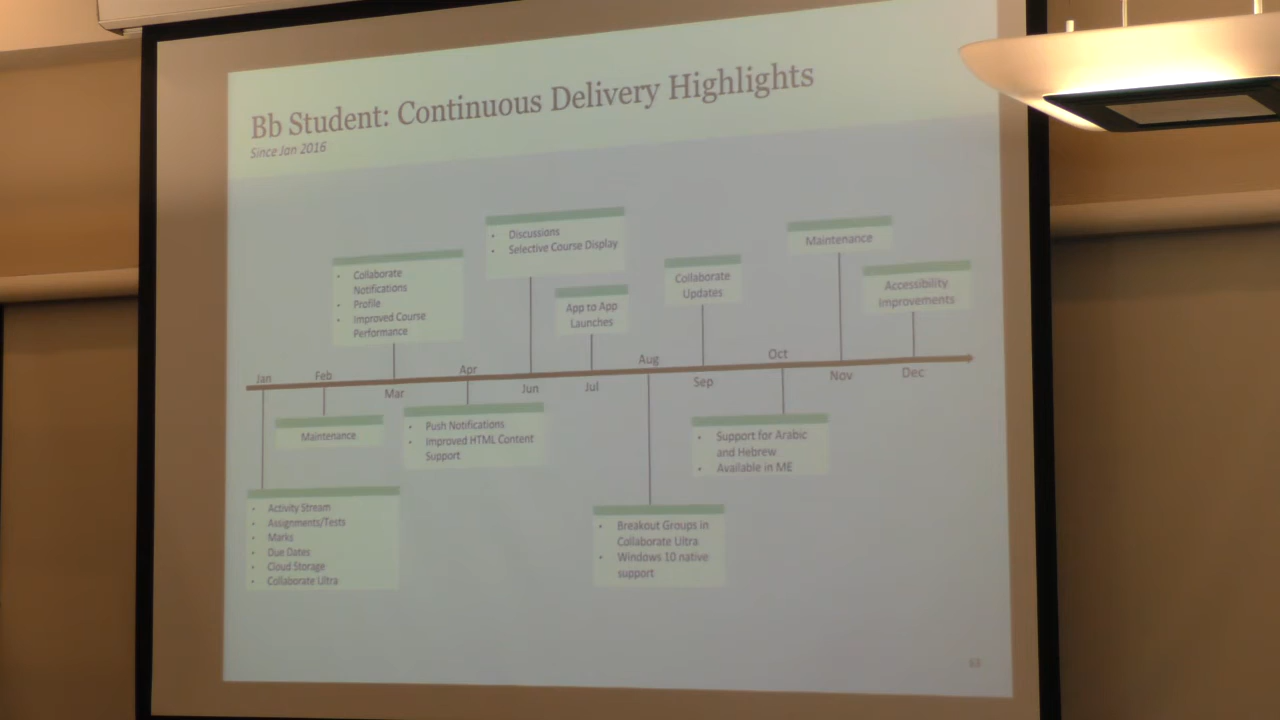 Bb Student: Continuous Delivery Highlights
Since Jan 2016
• Discussions
• Selective Course Display
Maintenance
• Collaborate
Notifications
• Profile
• Improved Course
Performance
App to App
Launches
Collaborate
Updates
Accessibility
Improvements
Jan
Feb
Mar
Apr
Jun
Jul
Aug
Sep
Oct
Nov
Dec
Maintenance
• Push Notifications
• Improved HTML Content
Support
• Support for Arabic
and Hebrew
• Available in ME
• Activity Stream
• Assignments/Tests
• Marks
• Due Dates
• Cloud Storage
• Collaborate Ultra
• Breakout Groups in
Collaborate Ultra
• Windows 10 native
support